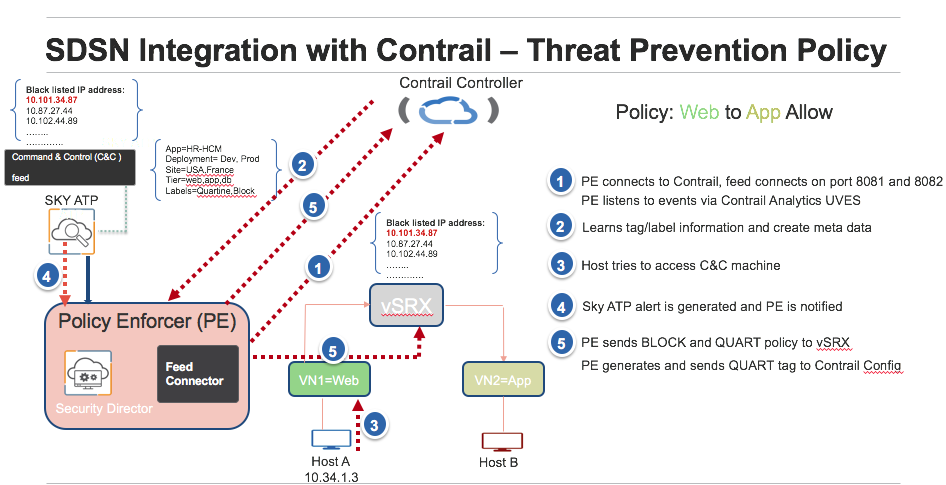 SDSN Integration with Contrail – Threat Prevention Policy
Black listed IP address:
10.101.34.87
10.87.27.44
10.102.44.89
........
.............
Command & Control (C&C )
feed
SKY ATP
App=HR-HCM
Deployment= Dev, Prod
Site=USA,France
Tier=web,app,db
Labels=Quartine,Block
Contrail Controller
2
5
1
4
Black listed IP address:
10.101.34.87
10.87.27.44
10.102.44.89
........
.............
vSRX
Policy Enforcer (PE)
Feed
Connector
Security Director
5
VN1=Web
VN2=App
3
Host A
10.34.1.3
Host B
Policy: Web to App Allow
1 PE connects to Contrail, feed connects on port 8081 and 8082
PE listens to events via Contrail Analytics UVES
2 Learns tag/label information and create meta data
3 Host tries to access C&C machine
4 Sky ATP alert is generated and PE is notified
5 PE sends BLOCK and QUART policy to vSRX
PE generates and sends QUART tag to Contrail Config